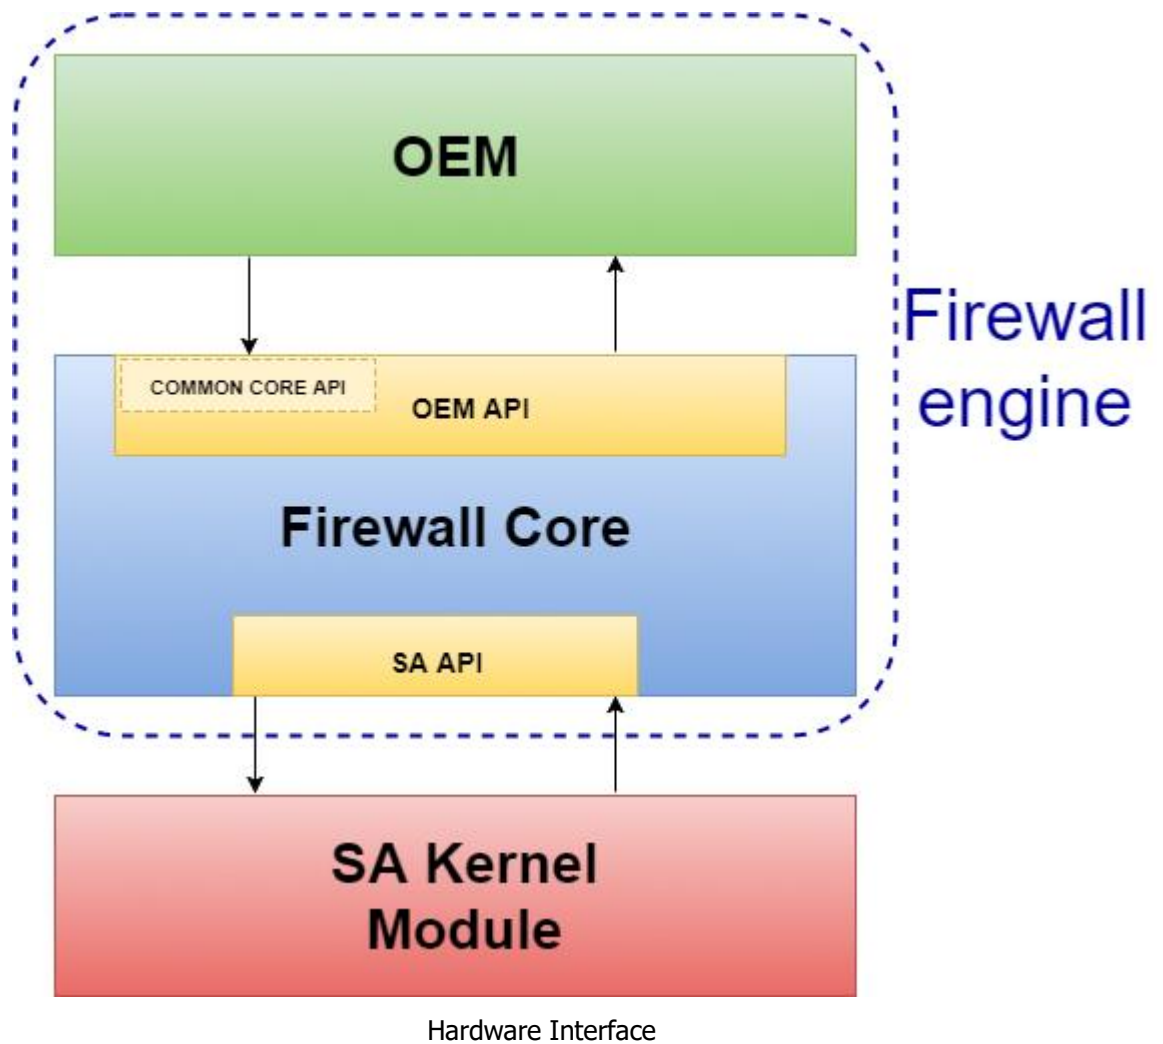 OEM
Firewall
engine
COMMON CORE API
OEM API
Firewall Core
SA API
SA Kernel
Module
Hardware Interface